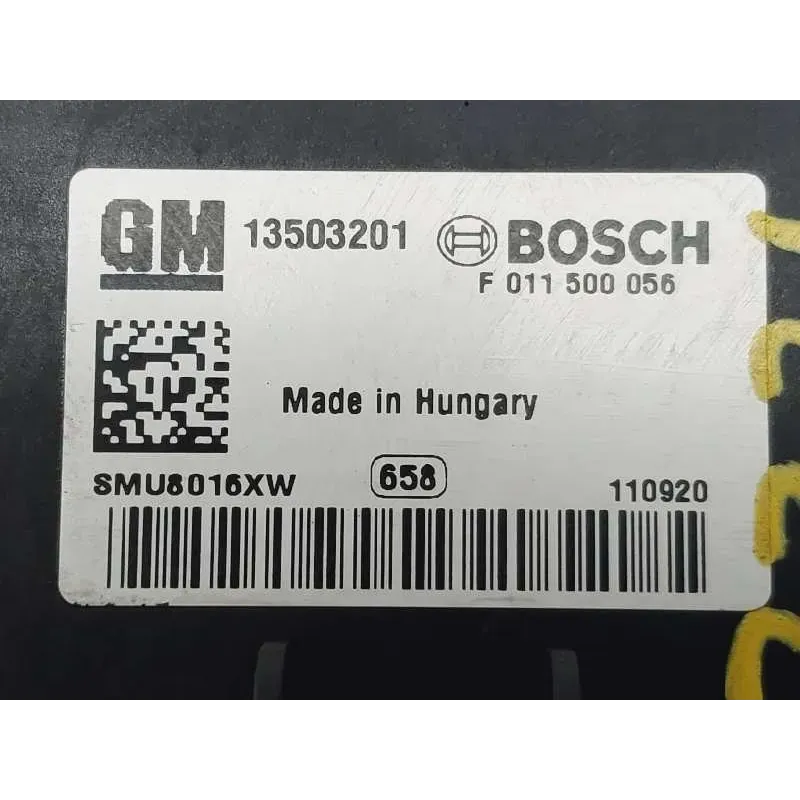 GM 13503201 BOSCH
F 011 500 056
Made in Hungary
SMU8016XW 658 110920